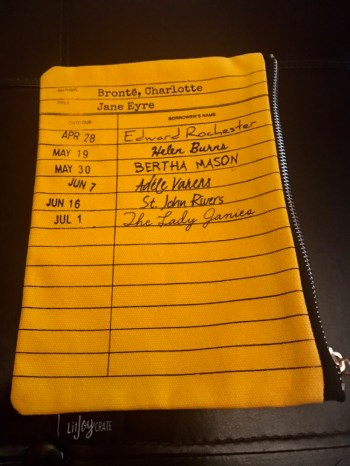 AUTHOR Brontë, Charlotte
TITLE Jane Eyre
DATE DUE BORROWER'S NAME
APR 28 Edward Rochester
MAY 19 Helen Burns
MAY 30 BERTHA MASON
JUN 7 Adèle Varens
JUN 16 St. John Rivers
JUL 1 The Lady Janies
LitJoy CRATE